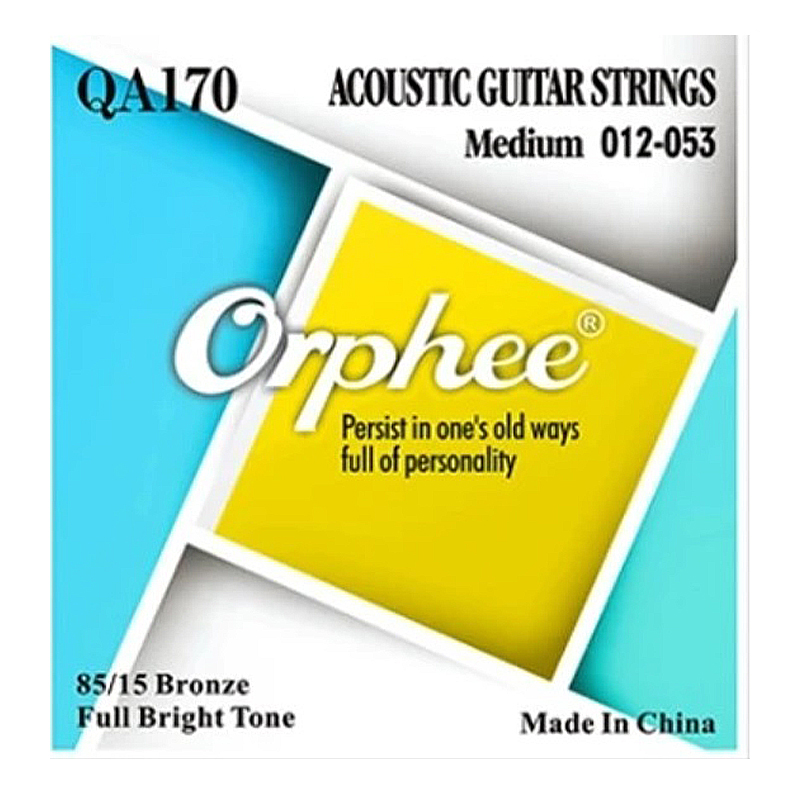 QA170
ACOUSTIC GUITAR STRINGS
Medium 012-053
Orphee®
Persist in one's old ways
full of personality
85/15 Bronze
Full Bright Tone
Made In China